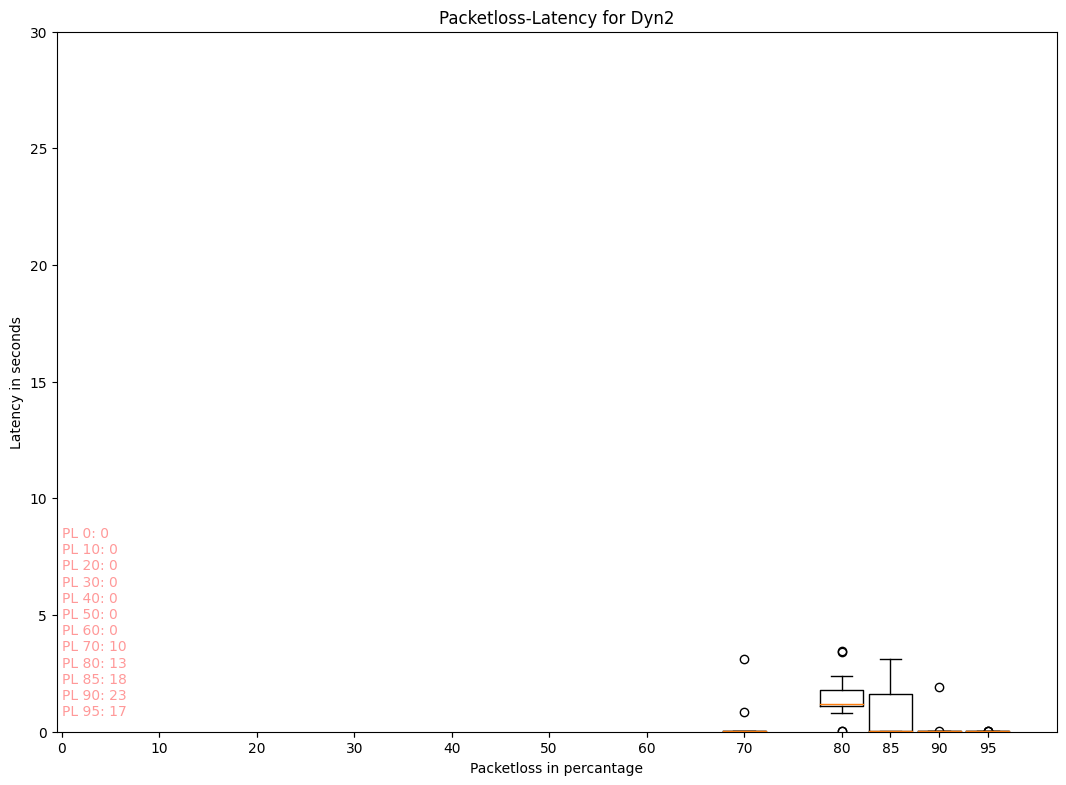 Packetloss-Latency for Dyn2
30
25
20
15
10
5
0
Latency in seconds
PL 0: 0
PL 10: 0
PL 20: 0
PL 30: 0
PL 40: 0
PL 50: 0
PL 60: 0
PL 70: 10
PL 80: 13
PL 85: 18
PL 90: 23
PL 95: 17
0 10 20 30 40 50 60 70 80 85 90 95
Packetloss in percantage